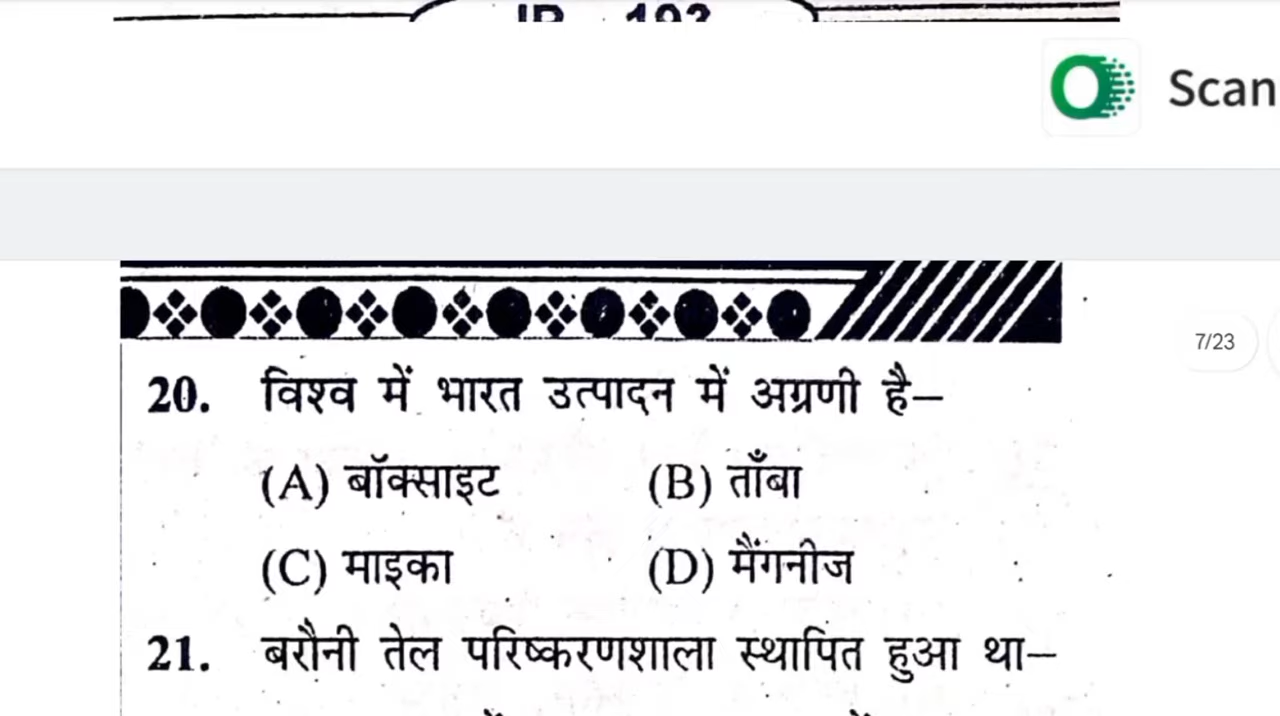 Scan
7/23
20. विश्व में भारत उत्पादन में अग्रणी है–
(A) बॉक्साइट (B) ताँबा
(C) माइका (D) मैंगनीज
21. बरौनी तेल परिष्करणशाला स्थापित हुआ था–